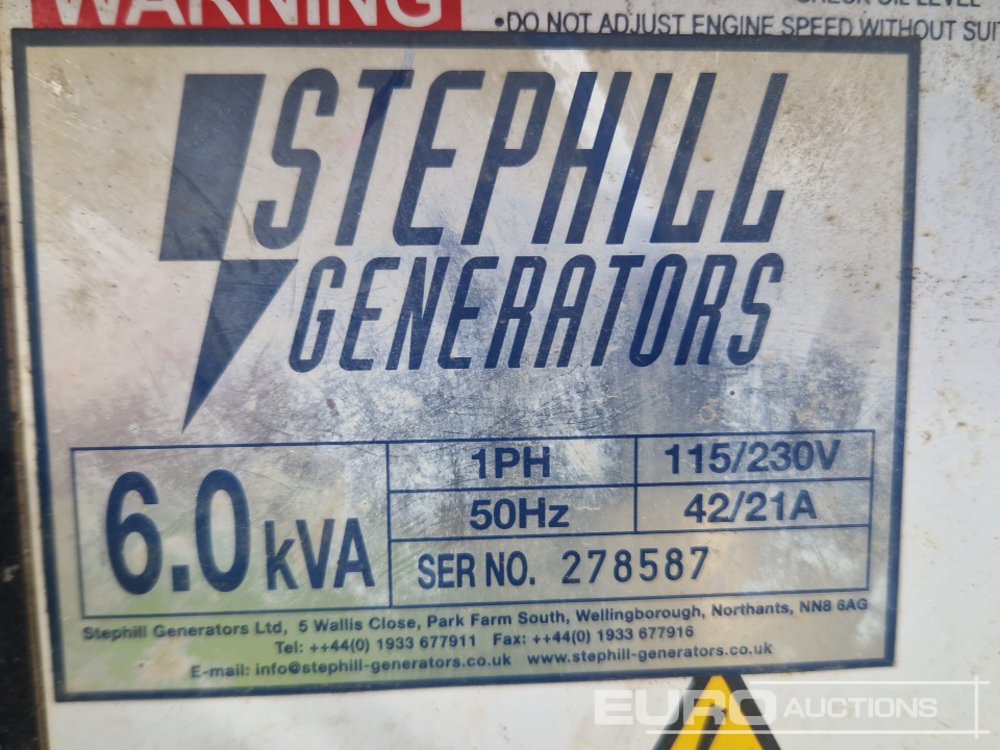 WARNING
CHECK OIL LEVEL
•DO NOT ADJUST ENGINE SPEED WITHOUT
STEPHILL
GENERATORS
6.0 kVA
1PH
115/230V
50Hz
42/21A
SER NO. 278587
Stephill Generators Ltd, 5 Wallis Close, Park Farm South, Wellingborough, Northants, NN8 6AG
Tel: ++44(0) 1933 677911 Fax: ++44(0) 1933 677916
E-mail: info@stephill-generators.co.uk www.stephill-generators.co.uk
EURO AUCTIONS